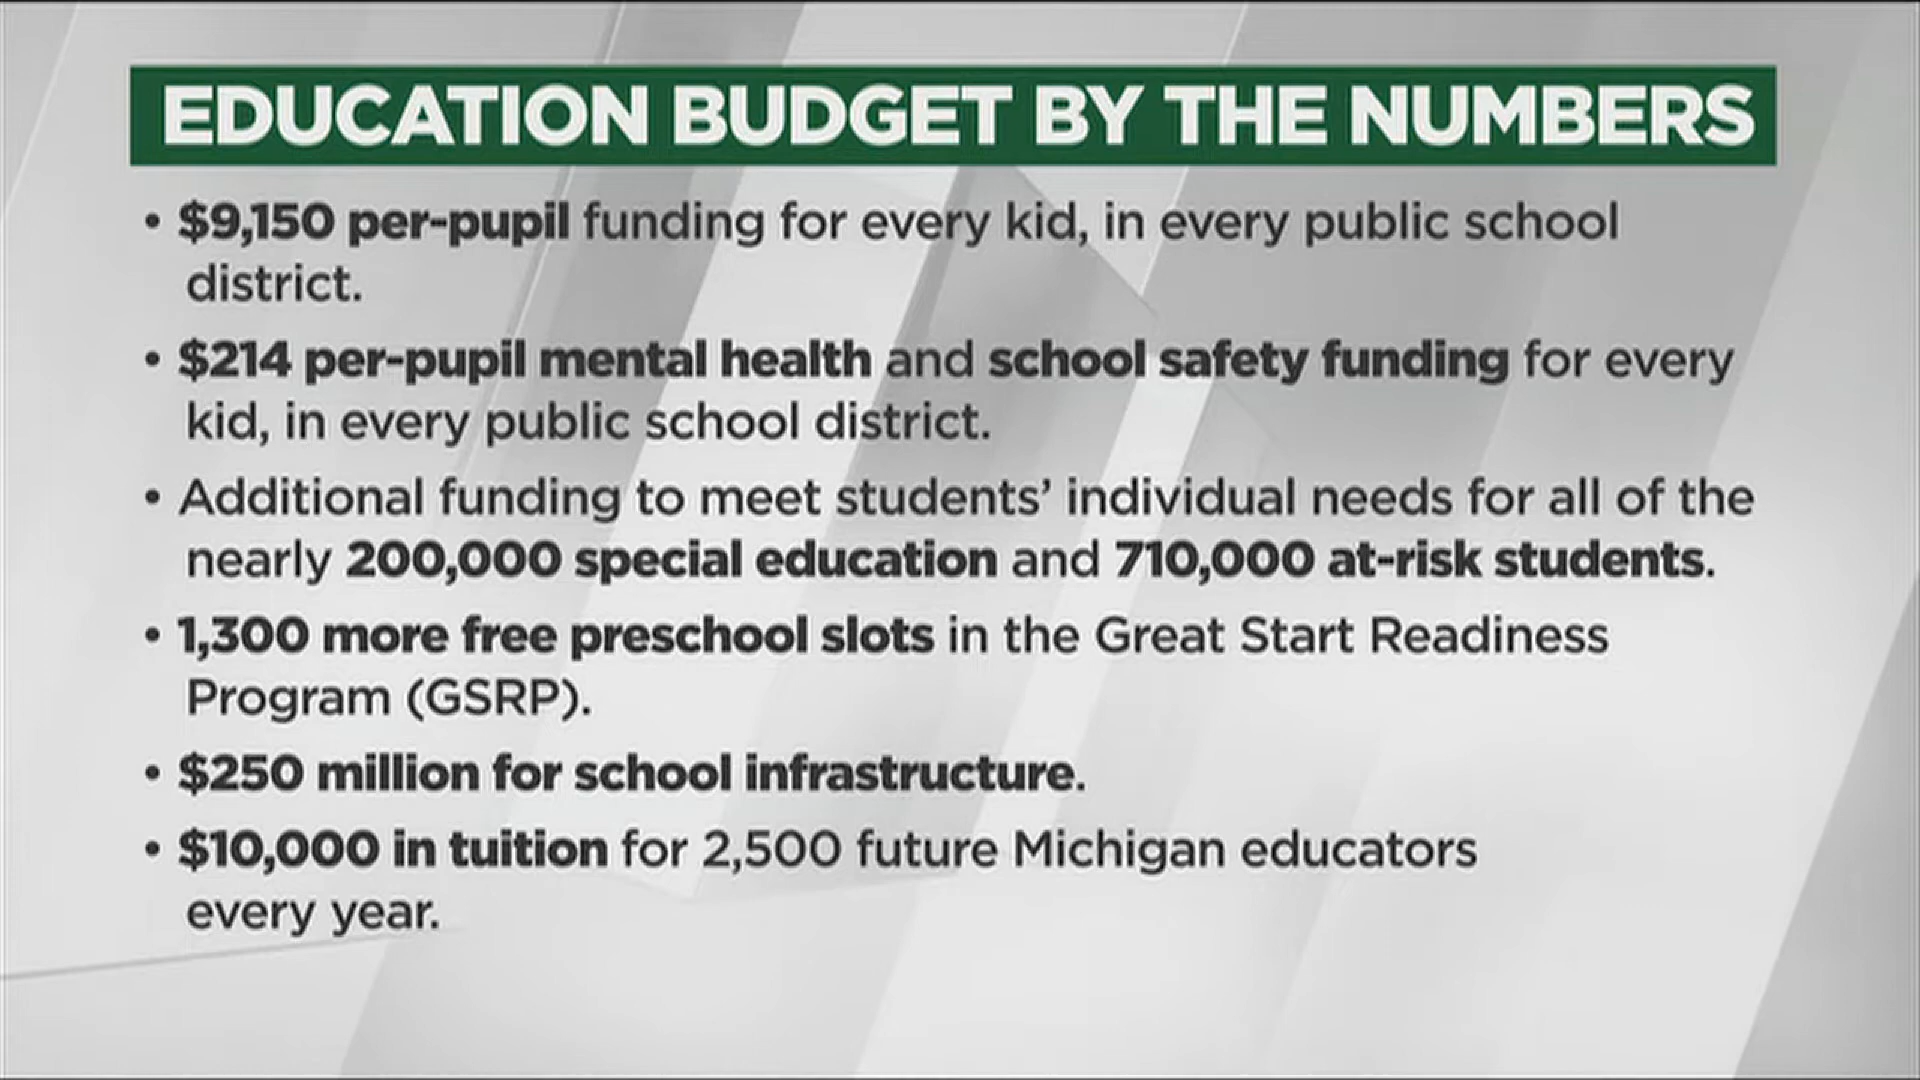 EDUCATION BUDGET BY THE NUMBERS
• $9,150 per-pupil funding for every kid, in every public school
district.
• $214 per-pupil mental health and school safety funding for every
kid, in every public school district.
• Additional funding to meet students’ individual needs for all of the
nearly 200,000 special education and 710,000 at-risk students.
• 1,300 more free preschool slots in the Great Start Readiness
Program (GSRP).
• $250 million for school infrastructure.
• $10,000 in tuition for 2,500 future Michigan educators
every year.